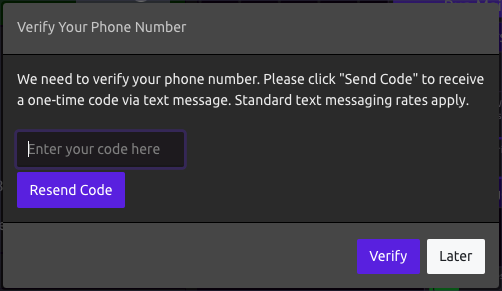 Verify Your Phone Number
We need to verify your phone number. Please click "Send Code" to receive
a one-time code via text message. Standard text messaging rates apply.
Enter your code here
Resend Code
Verify Later